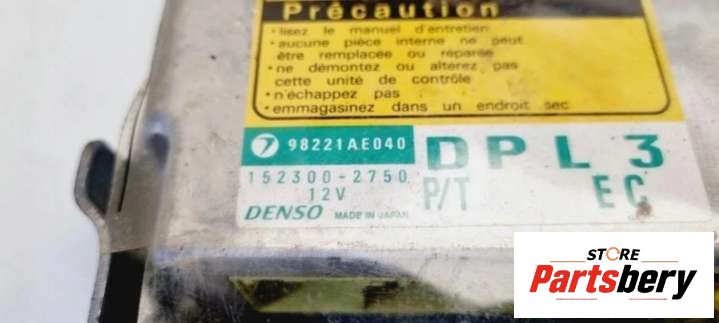 Précaution
• lisez le manuel d'entretien.
• aucune pièce interne ne peut
être remplacée ou réparée
• ne démontez ou altérez pas
cette unité de contrôle
• n'échappez pas
• emmagasinez dans un endroit sec
7 98221AE040
152300-2750
12V
DENSO MADE IN JAPAN
DPL3
P/T EC
STORE
Partsbery